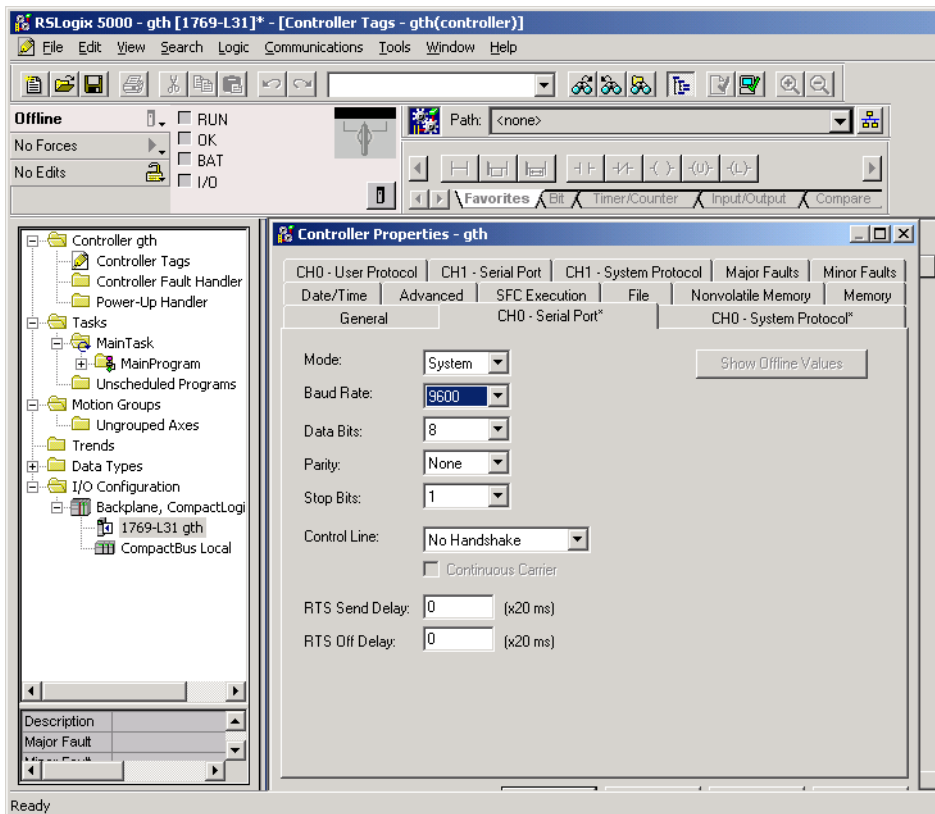 RSLogix 5000 - gth [1769-L31]* - [Controller Tags - gth(controller)]
File Edit View Search Logic Communications Tools Window Help
Offline
RUN
Path: <none>
No Forces
OK
BAT
No Edits
I/O
Favorites Bit Timer/Counter Input/Output Compare
Controller gth
Controller Tags
Controller Fault Handler
Power-Up Handler
Tasks
MainTask
MainProgram
Unscheduled Programs
Motion Groups
Ungrouped Axes
Trends
Data Types
I/O Configuration
Backplane, CompactLogi
1769-L31 gth
CompactBus Local
Description
Major Fault
Controller Properties - gth
CH0 - User Protocol CH1 - Serial Port CH1 - System Protocol Major Faults Minor Faults
Date/Time Advanced SFC Execution File Nonvolatile Memory Memory
General CH0 - Serial Port* CH0 - System Protocol*
Mode: System Show Offline Values
Baud Rate: 9600
Data Bits: 8
Parity: None
Stop Bits: 1
Control Line: No Handshake
Continuous Carrier
RTS Send Delay: 0 (x20 ms)
RTS Off Delay: 0 (x20 ms)
Ready